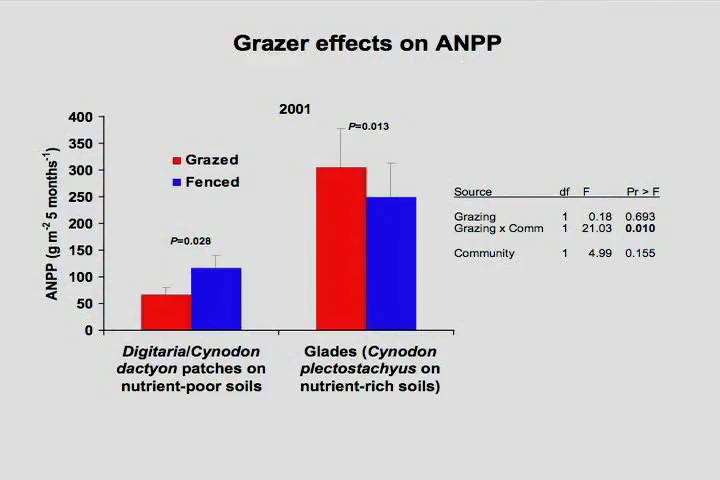 Grazer effects on ANPP
2001
400
350
300
250
200
150
100
50
0
ANPP (g m-2 5 months-1)
Grazed
Fenced
P=0.028
P=0.013
Digitaria/Cynodon
dactyon patches on
nutrient-poor soils
Glades (Cynodon
plectostachyus on
nutrient-rich soils)
Source df F Pr > F
Grazing 1 0.18 0.693
Grazing x Comm 1 21.03 0.010
Community 1 4.99 0.155